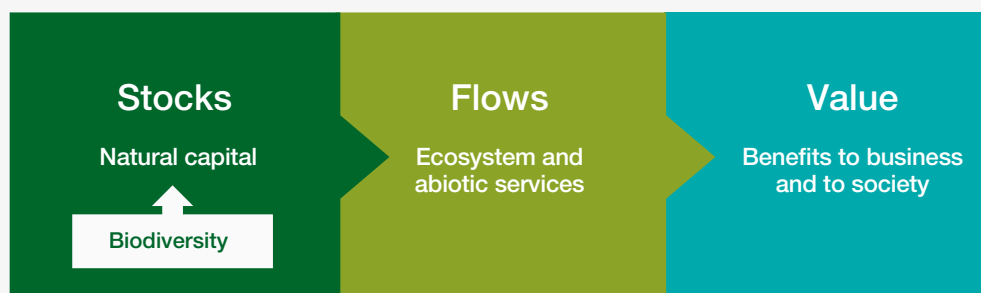 Stocks
Natural capital
Biodiversity
Flows
Ecosystem and
abiotic services
Value
Benefits to business
and to society